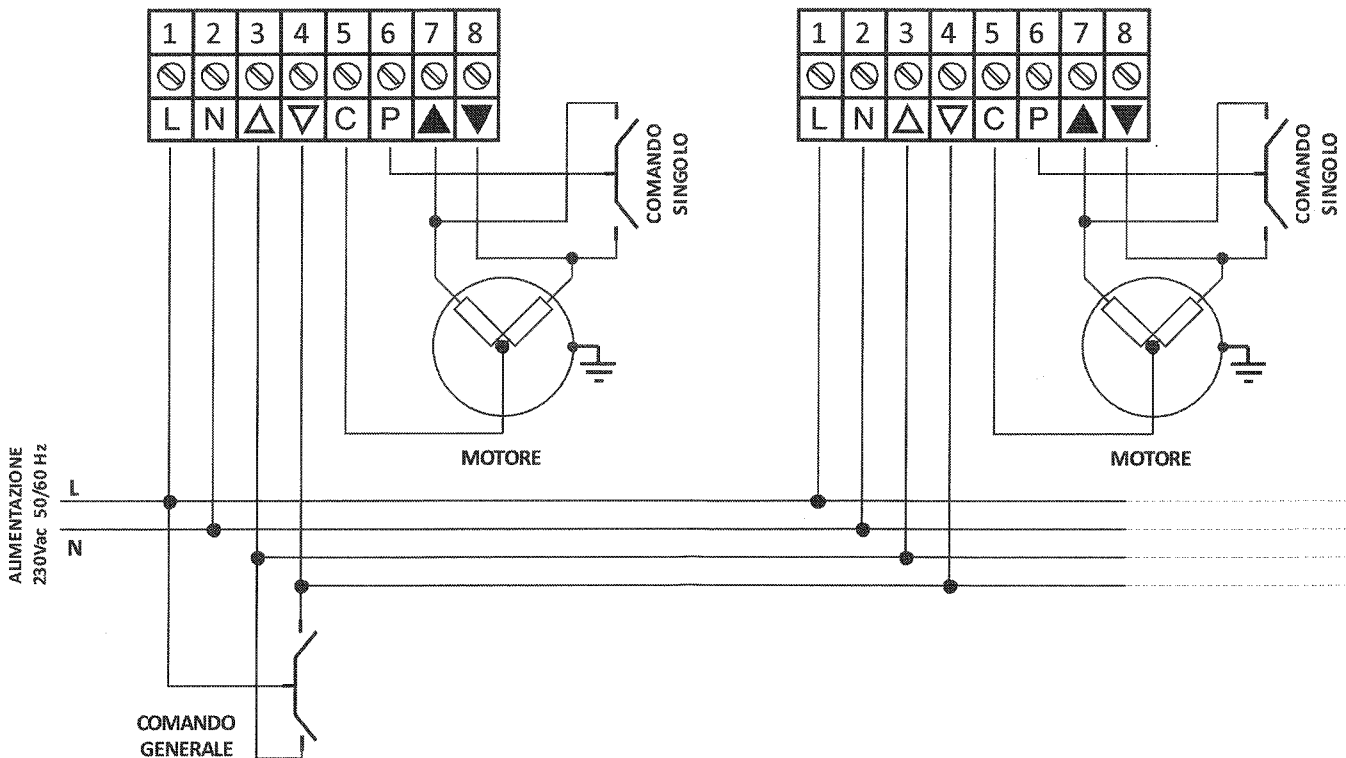 1 2 3 4 5 6 7 8
L N △ ▽ C P ▲ ▼
COMANDO
SINGOLO
MOTORE
1 2 3 4 5 6 7 8
L N △ ▽ C P ▲ ▼
COMANDO
SINGOLO
MOTORE
ALIMENTAZIONE
230Vac 50/60 Hz
L
N
COMANDO
GENERALE